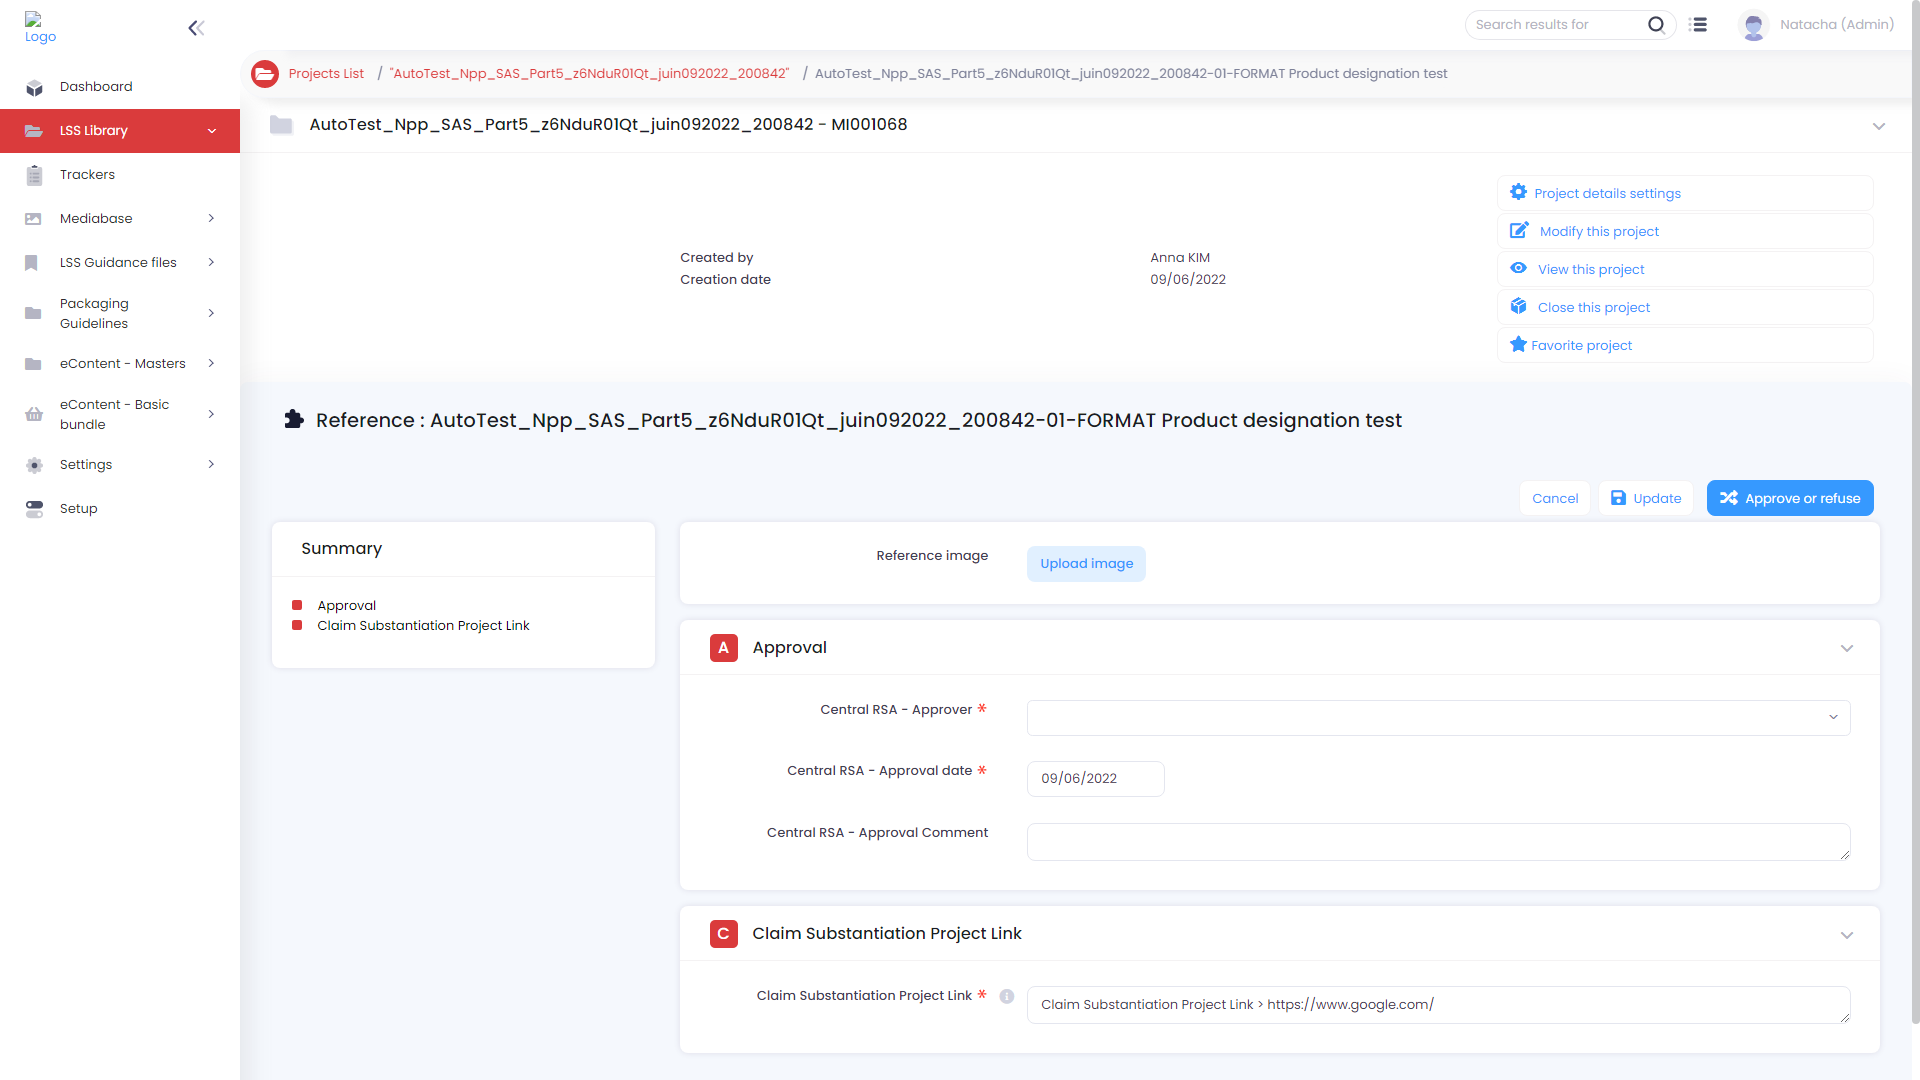 Logo
Search results for
Natacha (Admin)
Projects List / "AutoTest_Npp_SAS_Part5_z6NduR01Qt_juin092022_200842" / AutoTest_Npp_SAS_Part5_z6NduR01Qt_juin092022_200842-01-FORMAT Product designation test
Dashboard
LSS Library
Trackers
Mediabase
LSS Guidance files
Packaging
Guidelines
eContent - Masters
eContent - Basic
bundle
Settings
Setup
AutoTest_Npp_SAS_Part5_z6NduR01Qt_juin092022_200842 - MI001068
Created by Anna KIM
Creation date 09/06/2022
Project details settings
Modify this project
View this project
Close this project
Favorite project
Reference : AutoTest_Npp_SAS_Part5_z6NduR01Qt_juin092022_200842-01-FORMAT Product designation test
Cancel Update Approve or refuse
Summary
Approval
Claim Substantiation Project Link
Reference image Upload image
A Approval
Central RSA - Approver *
Central RSA - Approval date * 09/06/2022
Central RSA - Approval Comment
C Claim Substantiation Project Link
Claim Substantiation Project Link * i Claim Substantiation Project Link > https://www.google.com/